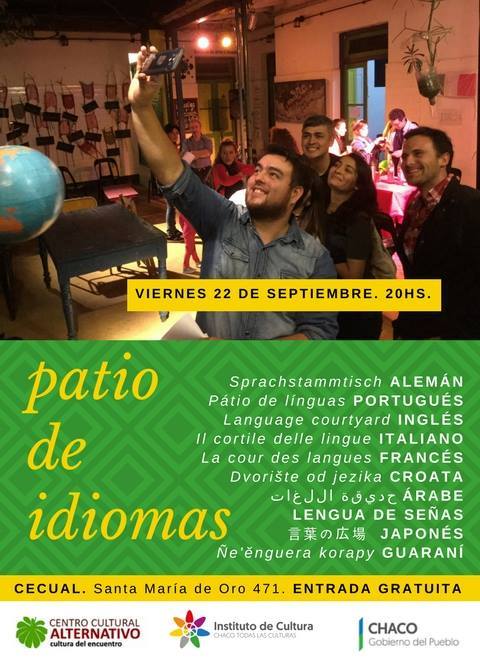 VIERNES 22 DE SEPTIEMBRE. 20HS.
patio
de
idiomas
Sprachstammtisch ALEMÁN
Pátio de línguas PORTUGUÉS
Language courtyard INGLÉS
Il cortile delle lingue ITALIANO
La cour des langues FRANCÉS
Dvorište od jezika CROATA
حديقة اللغات ÁRABE
LENGUA DE SEÑAS
言葉の広場 JAPONÉS
Ñe'ẽnguera korapy GUARANÍ
CECUAL. Santa María de Oro 471. ENTRADA GRATUITA
CENTRO CULTURAL
ALTERNATIVO
cultura del encuentro
Instituto de Cultura
CHACO TODAS LAS CULTURAS
CHACO
Gobierno del Pueblo